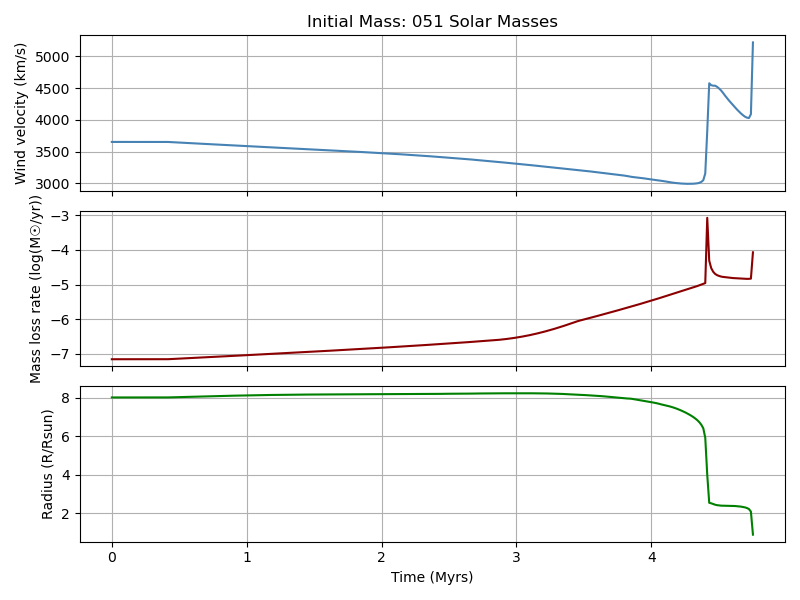 Initial Mass: 051 Solar Masses
Wind velocity (km/s)
5000
4500
4000
3500
3000
Mass loss rate (log(M☉/yr))
−3
−4
−5
−6
−7
Radius (R/Rsun)
8
6
4
2
0 1 2 3 4
Time (Myrs)